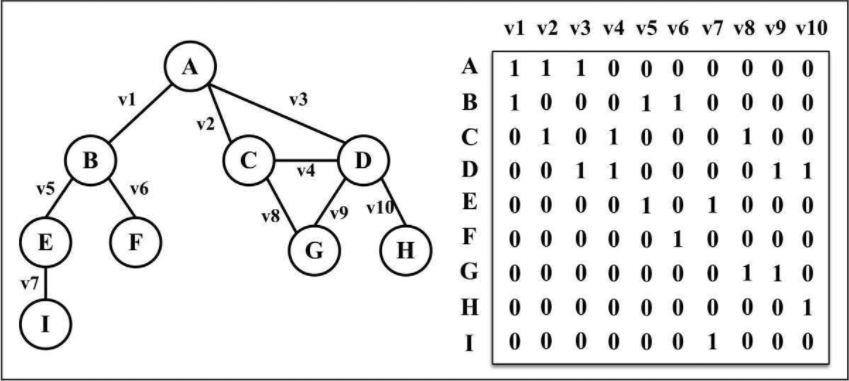 A
v1
v2
v3
B
C
D
v4
v5
v6
v8
v9
v10
E
F
G
H
v7
I
v1 v2 v3 v4 v5 v6 v7 v8 v9 v10
A 1 1 1 0 0 0 0 0 0 0
B 1 0 0 0 1 1 0 0 0 0
C 0 1 0 1 0 0 0 1 0 0
D 0 0 1 1 0 0 0 0 1 1
E 0 0 0 0 1 0 1 0 0 0
F 0 0 0 0 0 1 0 0 0 0
G 0 0 0 0 0 0 0 1 1 0
H 0 0 0 0 0 0 0 0 0 1
I 0 0 0 0 0 0 1 0 0 0